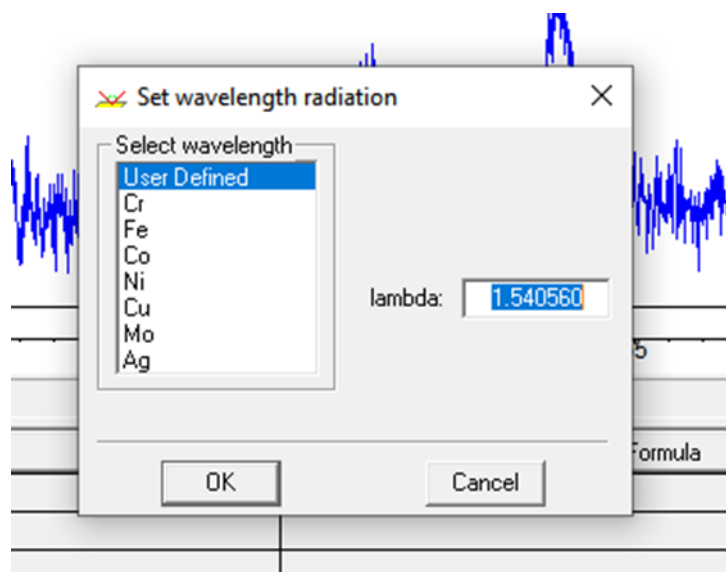 Set wavelength radiation
Select wavelength
User Defined
Cr
Fe
Co
Ni
Cu
Mo
Ag
lambda:
1.540560
5
Formula
OK
Cancel